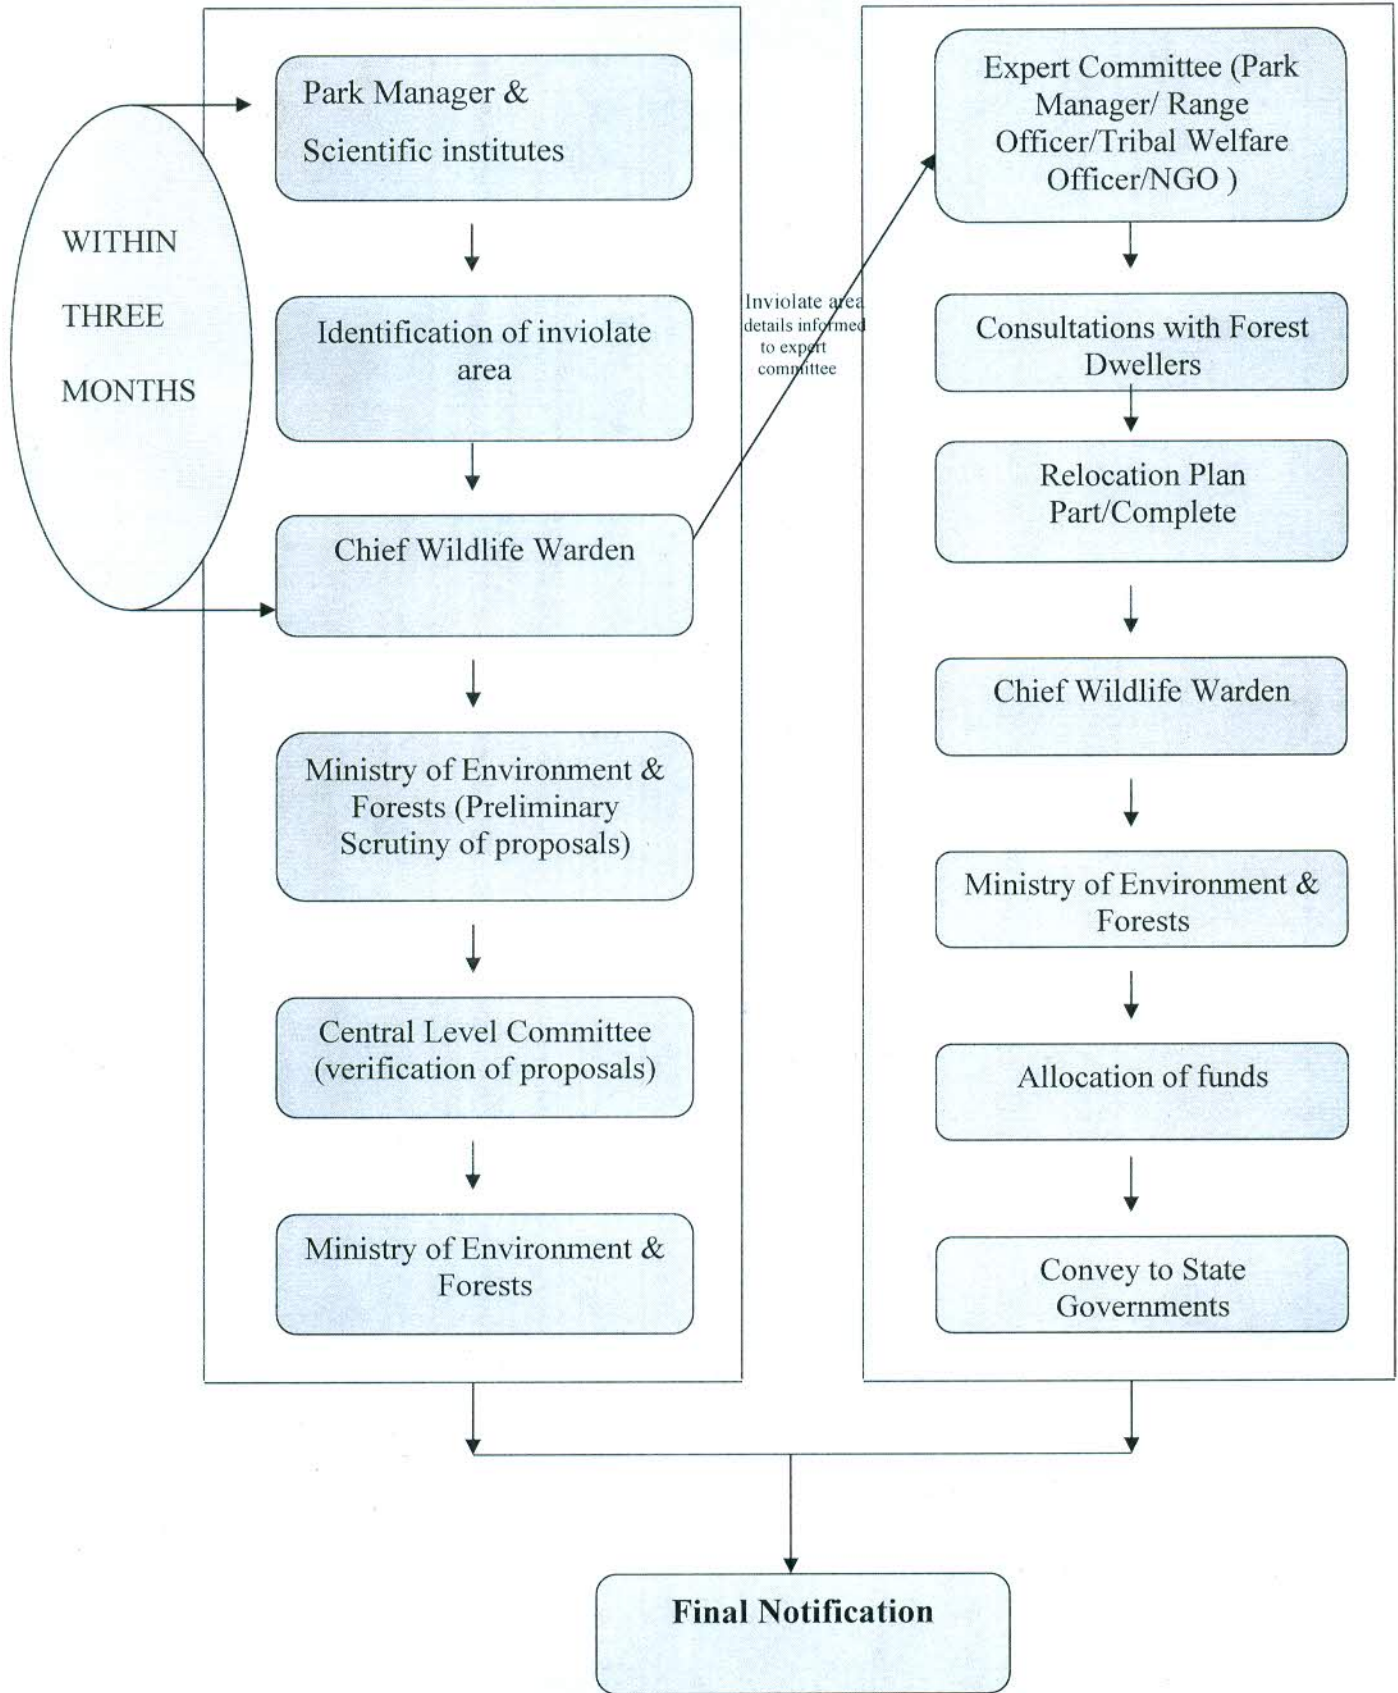 WITHIN
THREE
MONTHS
Park Manager &
Scientific institutes
Identification of inviolate
area
Chief Wildlife Warden
Ministry of Environment &
Forests (Preliminary
Scrutiny of proposals)
Central Level Committee
(verification of proposals)
Ministry of Environment &
Forests
Inviolate area
details informed
to expert
committee
Expert Committee (Park
Manager/ Range
Officer/Tribal Welfare
Officer/NGO )
Consultations with Forest
Dwellers
Relocation Plan
Part/Complete
Chief Wildlife Warden
Ministry of Environment &
Forests
Allocation of funds
Convey to State
Governments
Final Notification